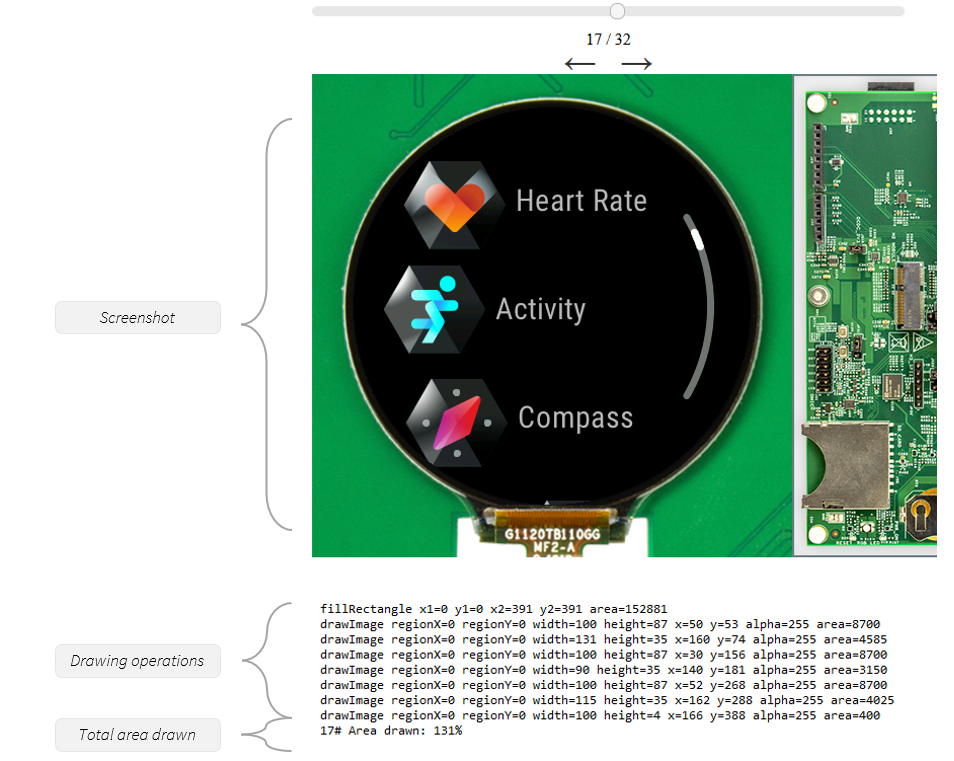 17 / 32
Heart Rate
Activity
Compass
G1120TB110GG
MF2-A
Screenshot
Drawing operations
Total area drawn
fillRectangle x1=0 y1=0 x2=391 y2=391 area=152881
drawImage regionX=0 regionY=0 width=100 height=87 x=50 y=53 alpha=255 area=8700
drawImage regionX=0 regionY=0 width=131 height=35 x=160 y=74 alpha=255 area=4585
drawImage regionX=0 regionY=0 width=100 height=87 x=30 y=156 alpha=255 area=8700
drawImage regionX=0 regionY=0 width=90 height=35 x=140 y=181 alpha=255 area=3150
drawImage regionX=0 regionY=0 width=100 height=87 x=52 y=268 alpha=255 area=8700
drawImage regionX=0 regionY=0 width=115 height=35 x=162 y=288 alpha=255 area=4025
drawImage regionX=0 regionY=0 width=100 height=4 x=166 y=388 alpha=255 area=400
17# Area drawn: 131%